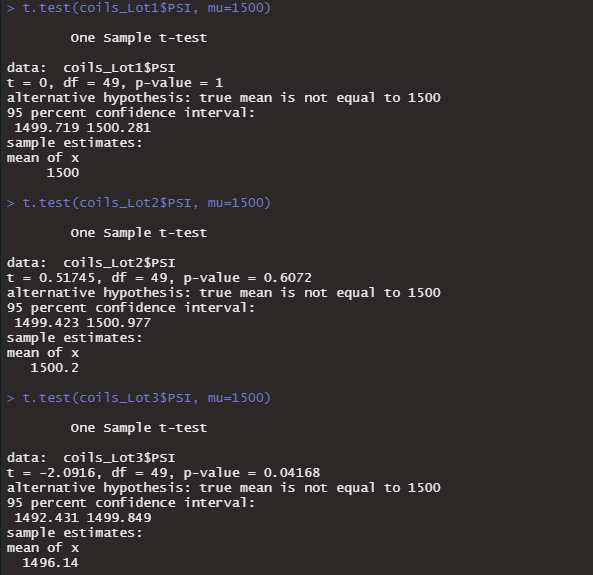 > t.test(coils_Lot1$PSI, mu=1500)
One Sample t-test
data:  coils_Lot1$PSI
t = 0, df = 49, p-value = 1
alternative hypothesis: true mean is not equal to 1500
95 percent confidence interval:
1499.719 1500.281
sample estimates:
mean of x
1500
> t.test(coils_Lot2$PSI, mu=1500)
One Sample t-test
data:  coils_Lot2$PSI
t = 0.51745, df = 49, p-value = 0.6072
alternative hypothesis: true mean is not equal to 1500
95 percent confidence interval:
1499.423 1500.977
sample estimates:
mean of x
1500.2
> t.test(coils_Lot3$PSI, mu=1500)
One Sample t-test
data:  coils_Lot3$PSI
t = -2.0916, df = 49, p-value = 0.04168
alternative hypothesis: true mean is not equal to 1500
95 percent confidence interval:
1492.431 1499.849
sample estimates:
mean of x
1496.14